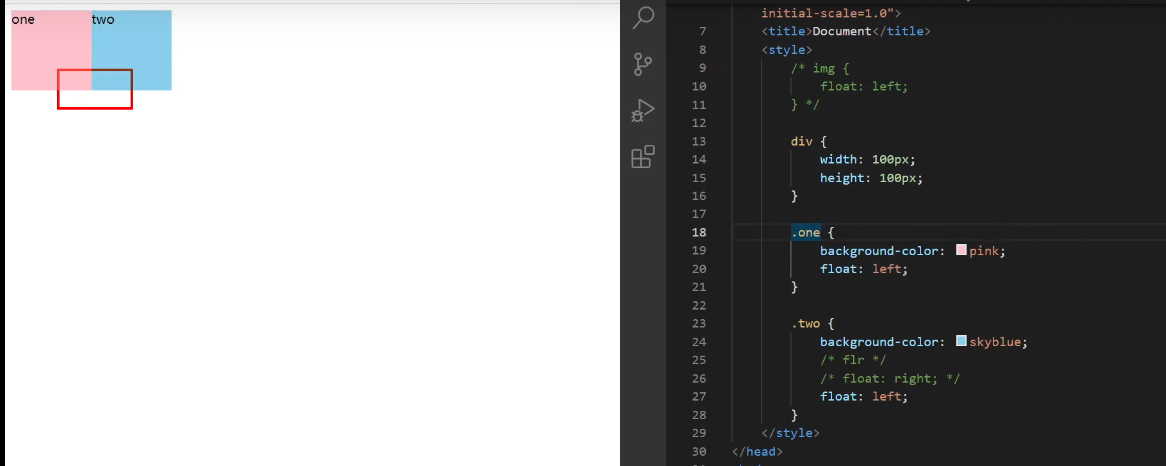 one two
initial-scale=1.0">
7 <title>Document</title>
8 <style>
9 /* img {
10 float: left;
11 } */
12
13 div {
14 width: 100px;
15 height: 100px;
16 }
17
18 .one {
19 background-color: pink;
20 float: left;
21 }
22
23 .two {
24 background-color: skyblue;
25 /* flr */
26 /* float: right; */
27 float: left;
28 }
29 </style>
30 </head>